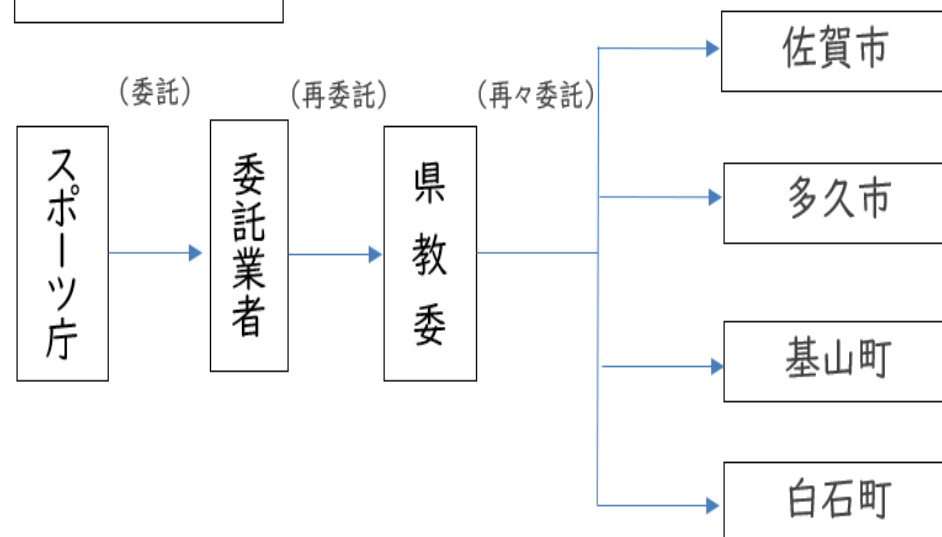 (委託)
(再委託)
(再々委託)
スポーツ庁
委託業者
県教委
佐賀市
多久市
基山町
白石町